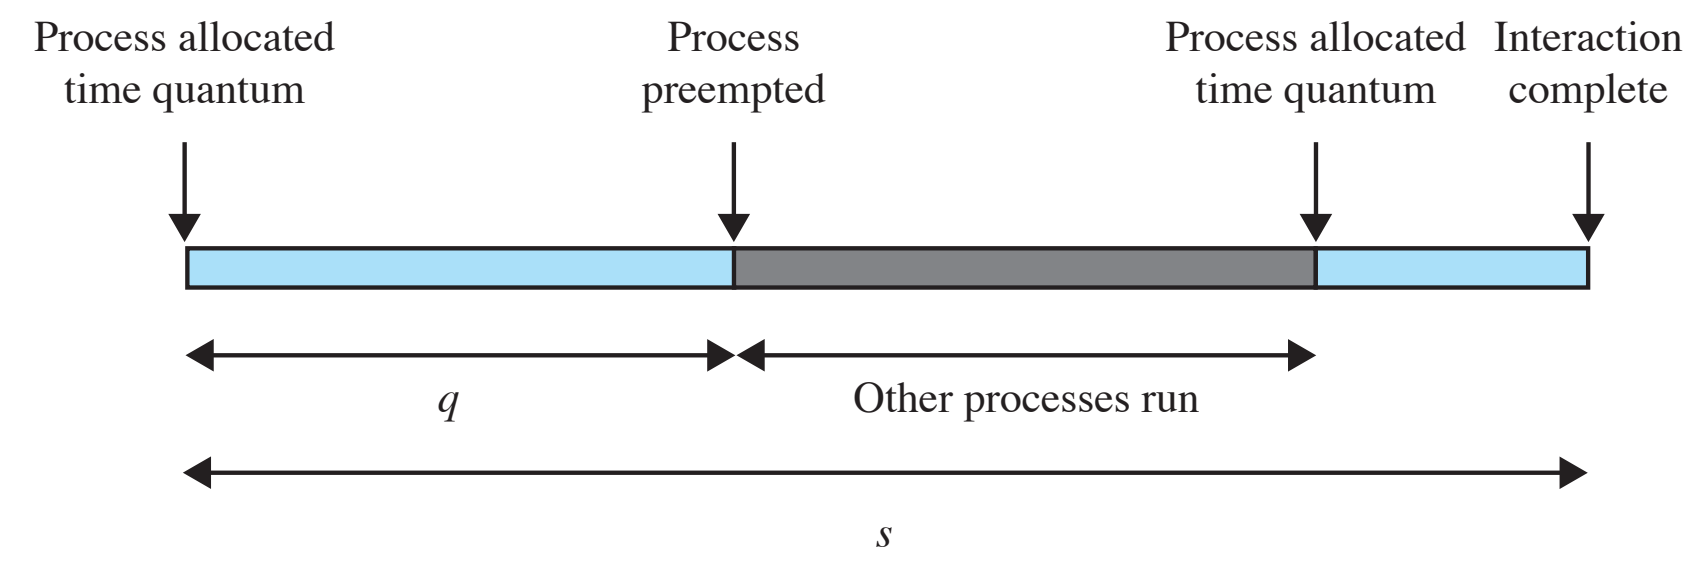 Process allocated
time quantum
Process
preempted
Process allocated
time quantum
Interaction
complete
q
Other processes run
s